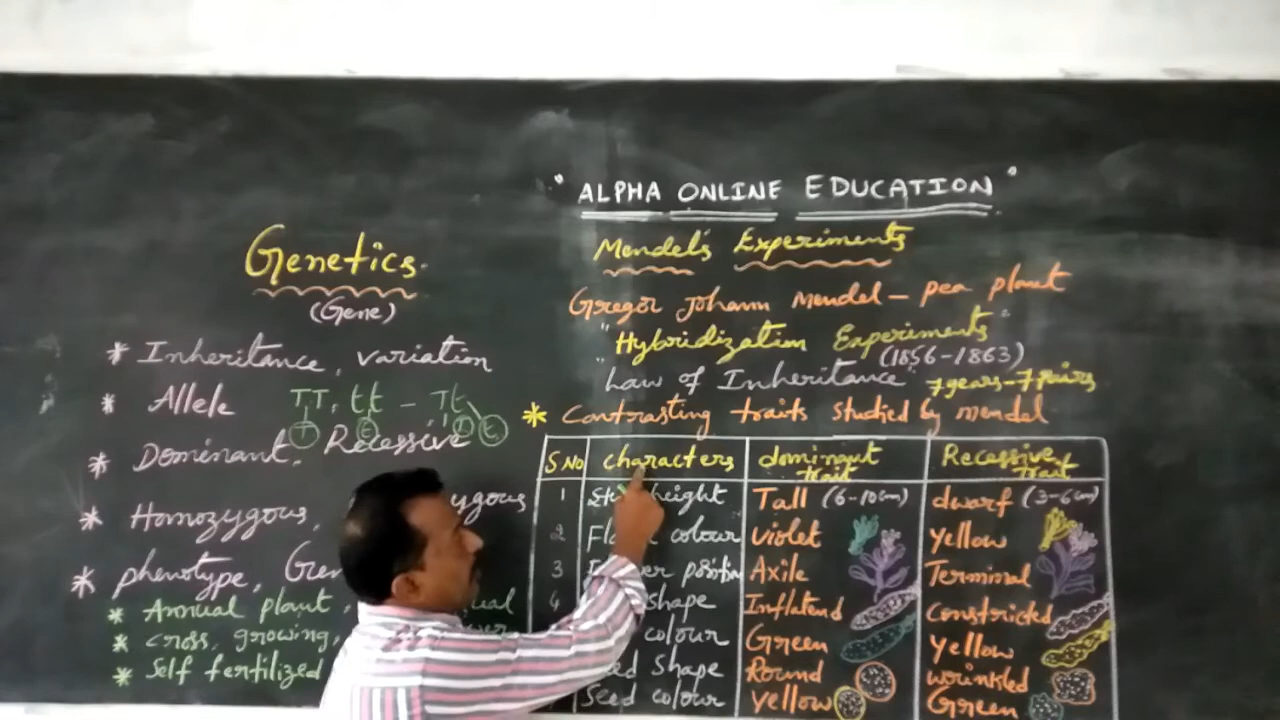 " ALPHA ONLINE EDUCATION "
Genetics.
(Gene)
* Inheritance, variation
* Allele TT, tt - Tt
T t T t
* Dominant, Recessive
* Homozygous, ygous
* phenotype, Gen
* Annual plant, ual
* cross, growing,
* Self fertilized
Mendel's Experiments
Gregor Johann Mendel - pea plant
"Hybridization Experiments"
(1856-1863)
"Law of Inheritance" 7 years - 7 pairs
* Contrasting traits studied by mendel
S No characters dominant trait Recessive trait
1 height Tall (6-10cm) dwarf (3-6cm)
2 colour violet yellow
3 position Axile Terminal
4 shape Inflatend constricted
colour Green yellow
Shape Round wrinkled
Seed colour yellow Green